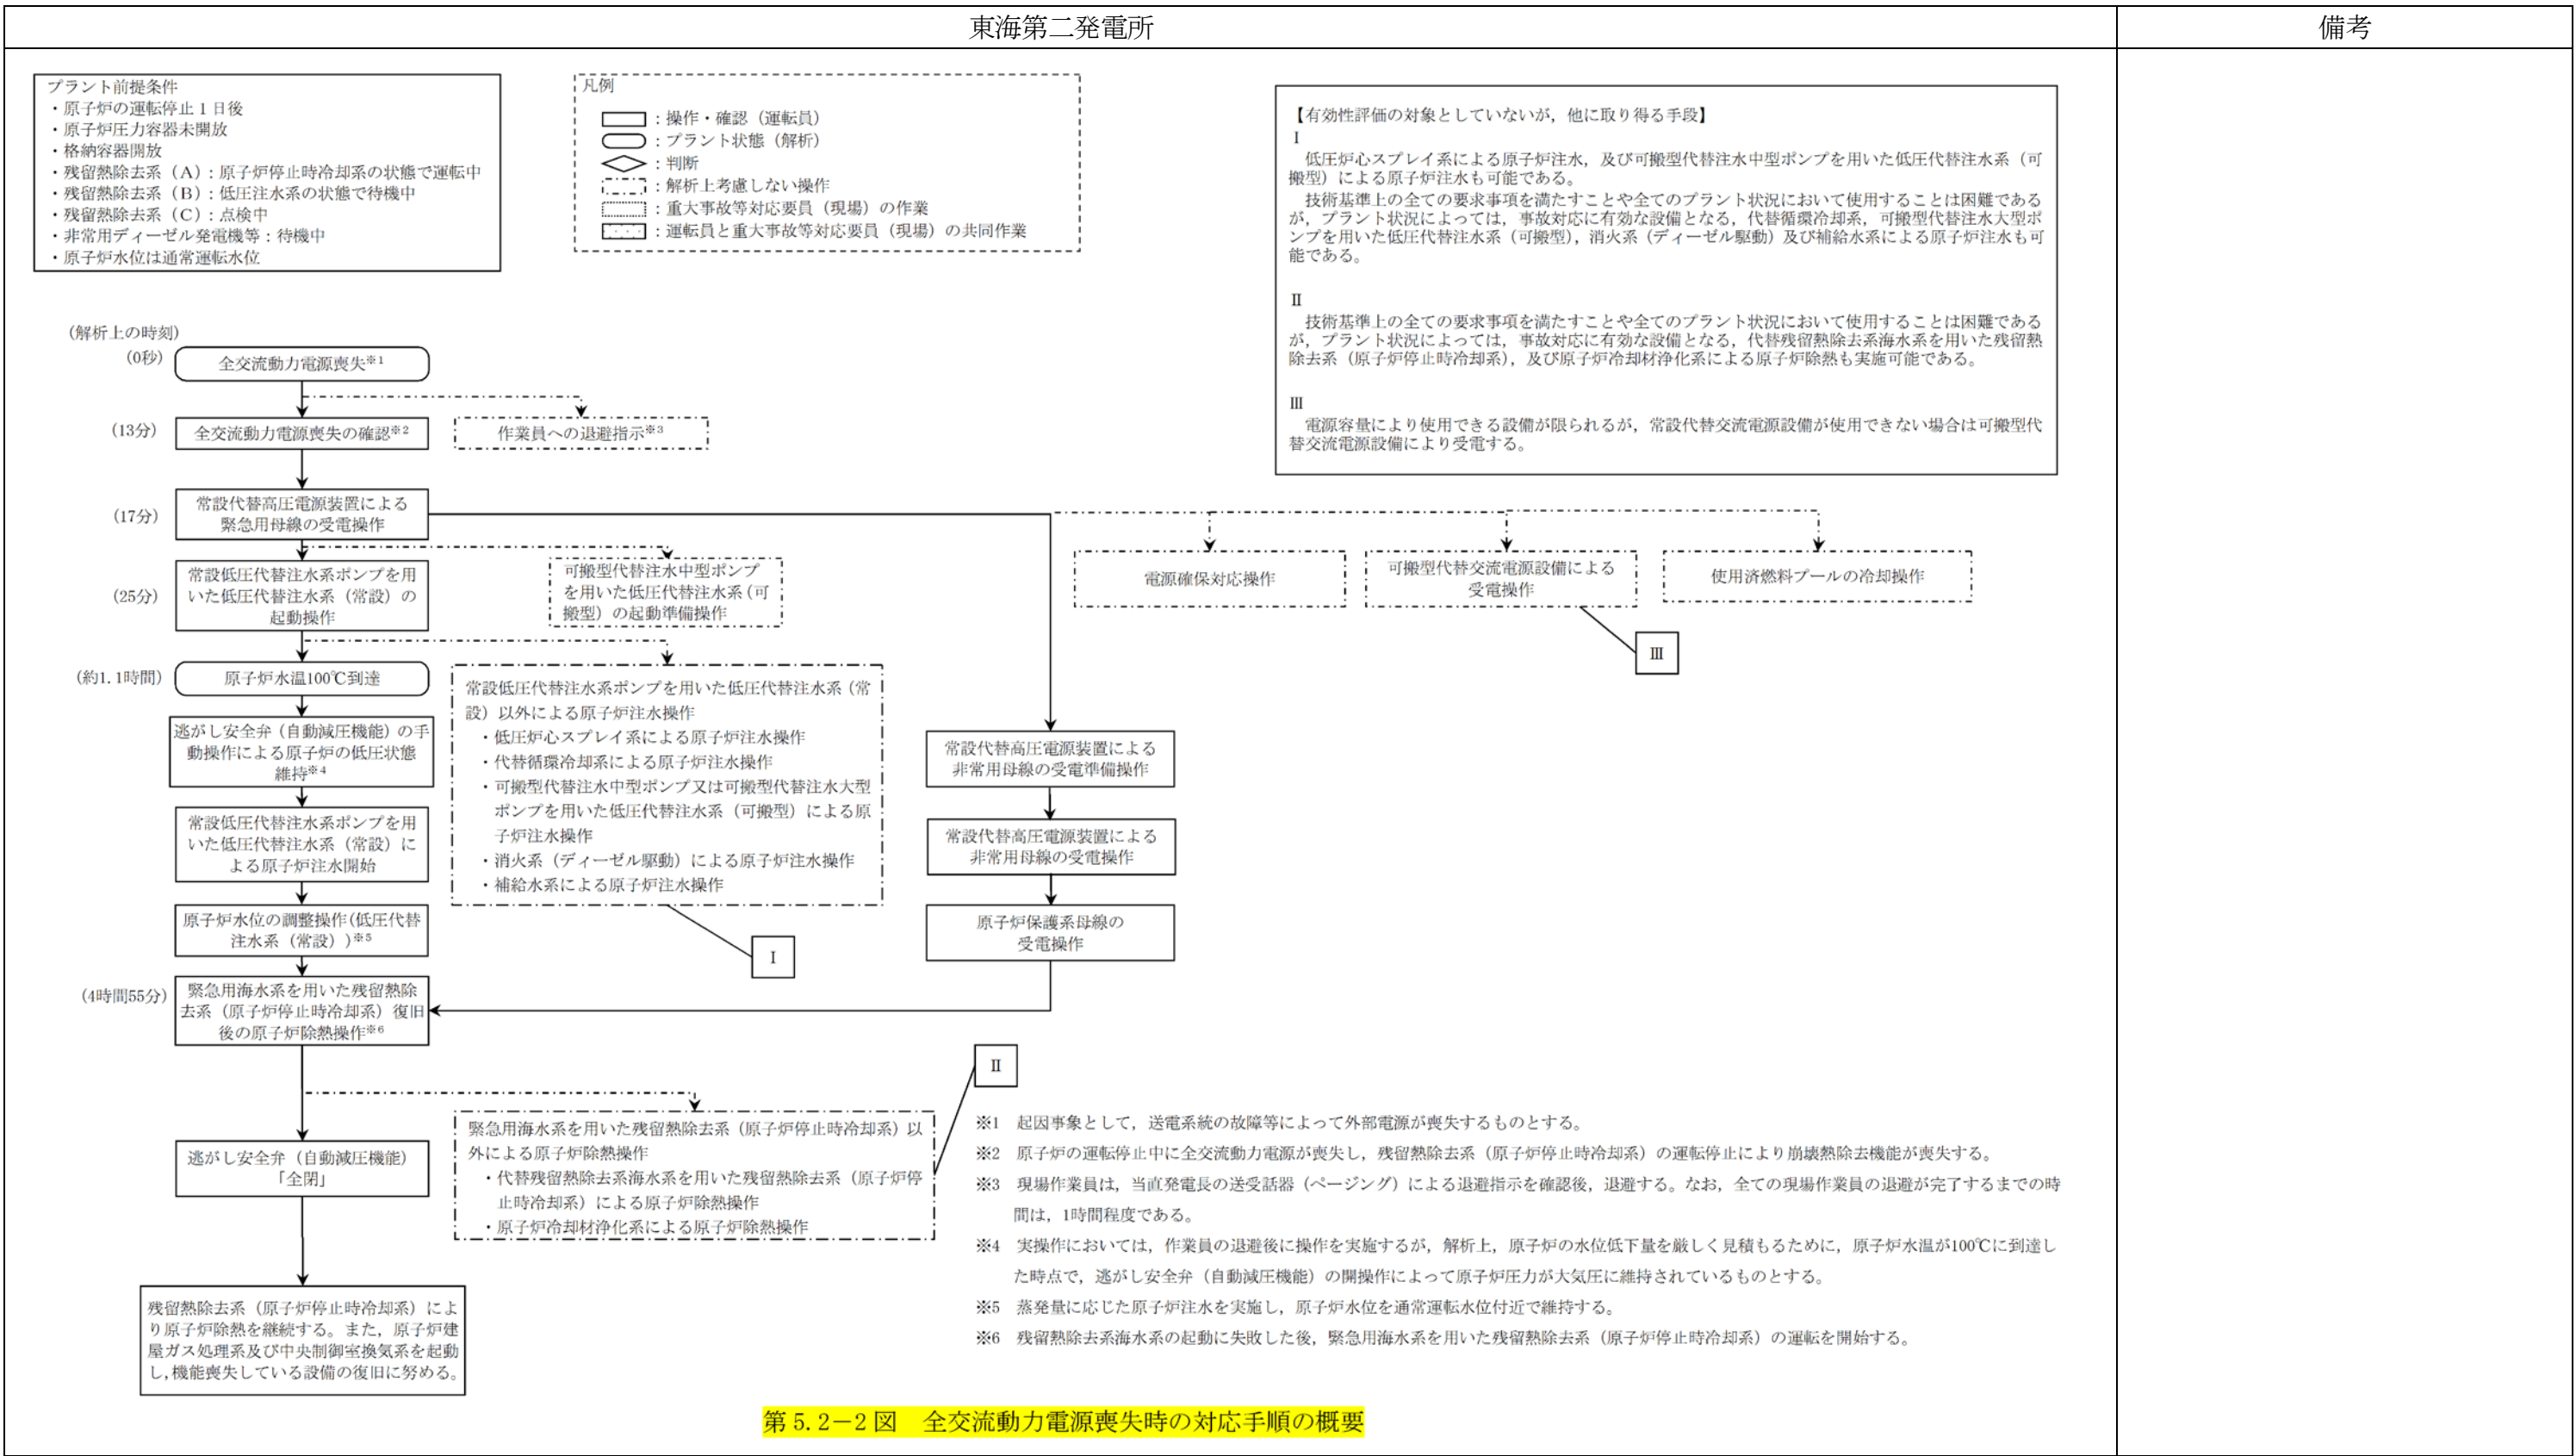 東海第二発電所
備考
プラント前提条件
・原子炉の運転停止1日後
・原子炉圧力容器未開放
・格納容器開放
・残留熱除去系(A):原子炉停止時冷却系の状態で運転中
・残留熱除去系(B):低圧注水系の状態で待機中
・残留熱除去系(C):点検中
・非常用ディーゼル発電機等:待機中
・原子炉水位は通常運転水位
凡例
:操作・確認(運転員)
:プラント状態(解析)
:判断
:解析上考慮しない操作
:重大事故等対応要員(現場)の作業
:運転員と重大事故等対応要員(現場)の共同作業
【有効性評価の対象としていないが,他に取り得る手段】
Ⅰ
低圧炉心スプレイ系による原子炉注水,及び可搬型代替注水中型ポンプを用いた低圧代替注水系(可
搬型)による原子炉注水も可能である。
技術基準上の全ての要求事項を満たすことや全てのプラント状況において使用することは困難である
が,プラント状況によっては,事故対応に有効な設備となる,代替循環冷却系,可搬型代替注水大型ポ
ンプを用いた低圧代替注水系(可搬型),消火系(ディーゼル駆動)及び補給水系による原子炉注水も可
能である。
Ⅱ
技術基準上の全ての要求事項を満たすことや全てのプラント状況において使用することは困難である
が,プラント状況によっては,事故対応に有効な設備となる,代替残留熱除去系海水系を用いた残留熱
除去系(原子炉停止時冷却系),及び原子炉冷却材浄化系による原子炉除熱も実施可能である。
Ⅲ
電源容量により使用できる設備が限られるが,常設代替交流電源設備が使用できない場合は可搬型代
替交流電源設備により受電する。
(解析上の時刻)
(0秒)
全交流動力電源喪失※1
(13分)
全交流動力電源喪失の確認※2
作業員への退避指示※3
(17分)
常設代替高圧電源装置による
緊急用母線の受電操作
(25分)
常設低圧代替注水系ポンプを用
いた低圧代替注水系(常設)の
起動操作
可搬型代替注水中型ポンプ
を用いた低圧代替注水系(可
搬型)の起動準備操作
電源確保対応操作
可搬型代替交流電源設備による
受電操作
使用済燃料プールの冷却操作
Ⅲ
(約1.1時間)
原子炉水温100℃到達
逃がし安全弁(自動減圧機能)の手
動操作による原子炉の低圧状態
維持※4
常設低圧代替注水系ポンプを用
いた低圧代替注水系(常設)に
よる原子炉注水開始
原子炉水位の調整操作(低圧代替
注水系(常設))※5
常設低圧代替注水系ポンプを用いた低圧代替注水系(常
設)以外による原子炉注水操作
・低圧炉心スプレイ系による原子炉注水操作
・代替循環冷却系による原子炉注水操作
・可搬型代替注水中型ポンプ又は可搬型代替注水大型
ポンプを用いた低圧代替注水系(可搬型)による原
子炉注水操作
・消火系(ディーゼル駆動)による原子炉注水操作
・補給水系による原子炉注水操作
Ⅰ
常設代替高圧電源装置による
非常用母線の受電準備操作
常設代替高圧電源装置による
非常用母線の受電操作
原子炉保護系母線の
受電操作
(4時間55分)
緊急用海水系を用いた残留熱除
去系(原子炉停止時冷却系)復旧
後の原子炉除熱操作※6
Ⅱ
緊急用海水系を用いた残留熱除去系(原子炉停止時冷却系)以
外による原子炉除熱操作
・代替残留熱除去系海水系を用いた残留熱除去系(原子炉停
止時冷却系)による原子炉除熱操作
・原子炉冷却材浄化系による原子炉除熱操作
逃がし安全弁(自動減圧機能)
「全閉」
残留熱除去系(原子炉停止時冷却系)によ
り原子炉除熱を継続する。また,原子炉建
屋ガス処理系及び中央制御室換気系を起動
し,機能喪失している設備の復旧に努める。
※1 起因事象として,送電系統の故障等によって外部電源が喪失するものとする。
※2 原子炉の運転停止中に全交流動力電源が喪失し,残留熱除去系(原子炉停止時冷却系)の運転停止により崩壊熱除去機能が喪失する。
※3 現場作業員は,当直発電長の送受話器(ページング)による退避指示を確認後,退避する。なお,全ての現場作業員の退避が完了するまでの時
間は,1時間程度である。
※4 実操作においては,作業員の退避後に操作を実施するが,解析上,原子炉の水位低下量を厳しく見積もるために,原子炉水温が100℃に到達し
た時点で,逃がし安全弁(自動減圧機能)の開操作によって原子炉圧力が大気圧に維持されているものとする。
※5 蒸発量に応じた原子炉注水を実施し,原子炉水位を通常運転水位付近で維持する。
※6 残留熱除去系海水系の起動に失敗した後,緊急用海水系を用いた残留熱除去系(原子炉停止時冷却系)の運転を開始する。
第5.2-2図 全交流動力電源喪失時の対応手順の概要